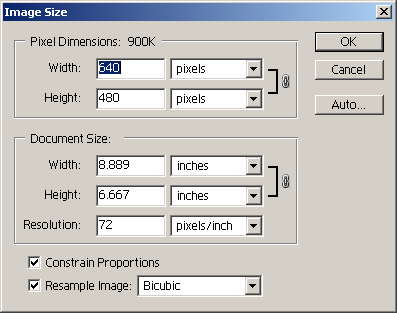 Image Size
Pixel Dimensions: 900K
Width: 640 pixels
Height: 480 pixels
OK
Cancel
Auto...
Document Size:
Width: 8.889 inches
Height: 6.667 inches
Resolution: 72 pixels/inch
Constrain Proportions
Resample Image: Bicubic